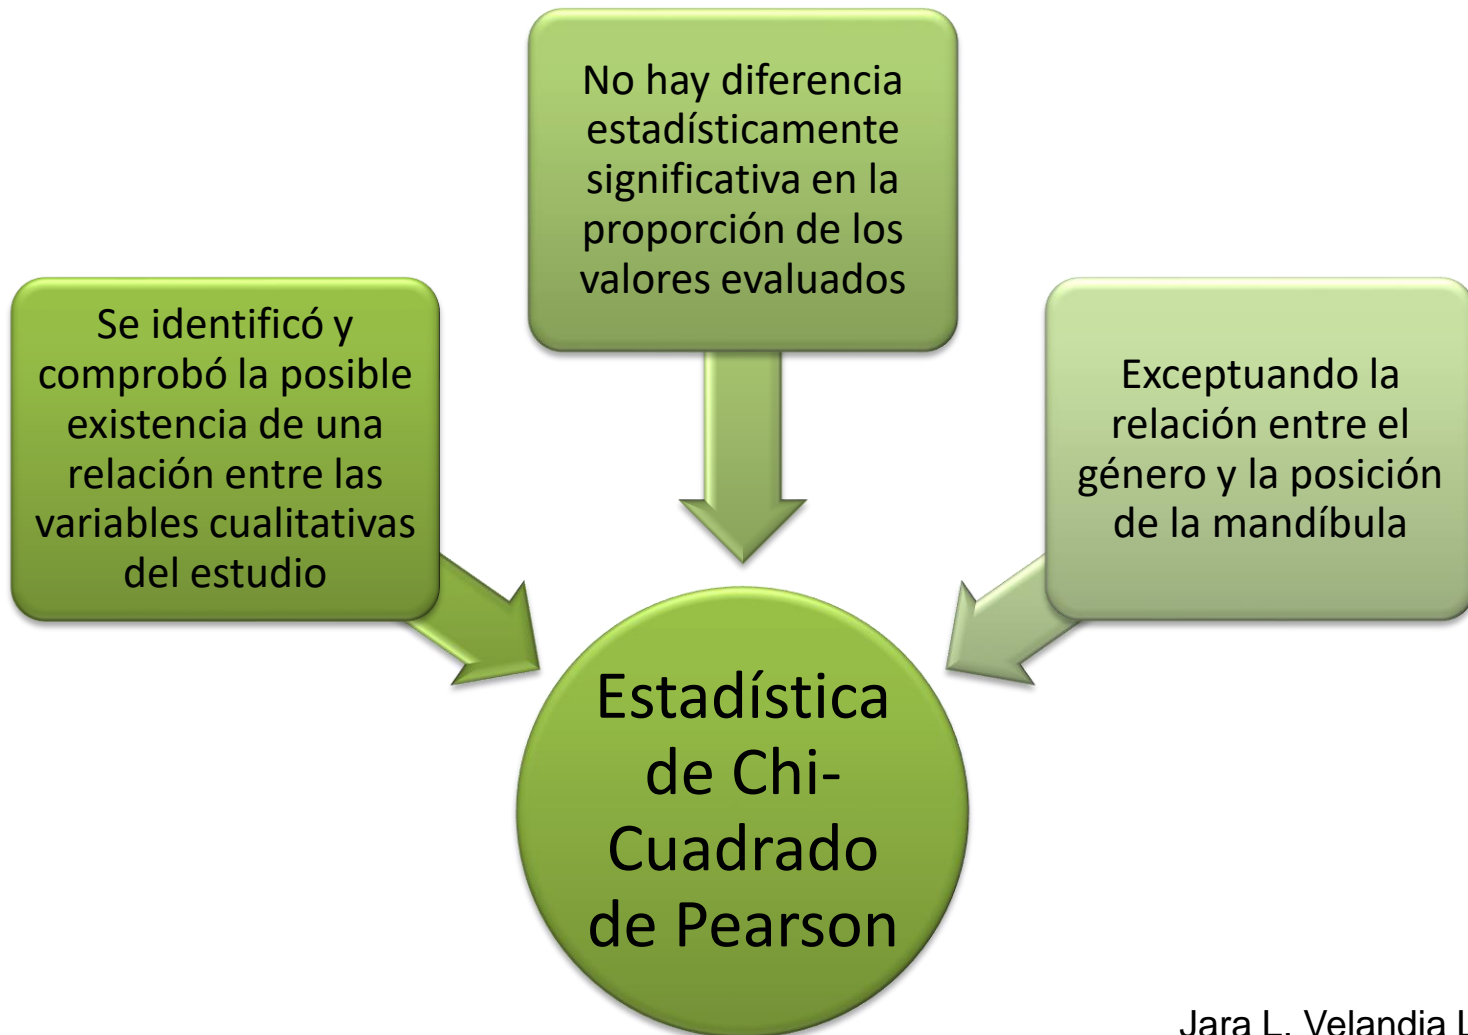 No hay diferencia
estadísticamente
significativa en la
proporción de los
valores evaluados
Se identificó y
comprobó la posible
existencia de una
relación entre las
variables cualitativas
del estudio
Exceptuando la
relación entre el
género y la posición
de la mandíbula
Estadística
de Chi-
Cuadrado
de Pearson
Jara L. Velandia L